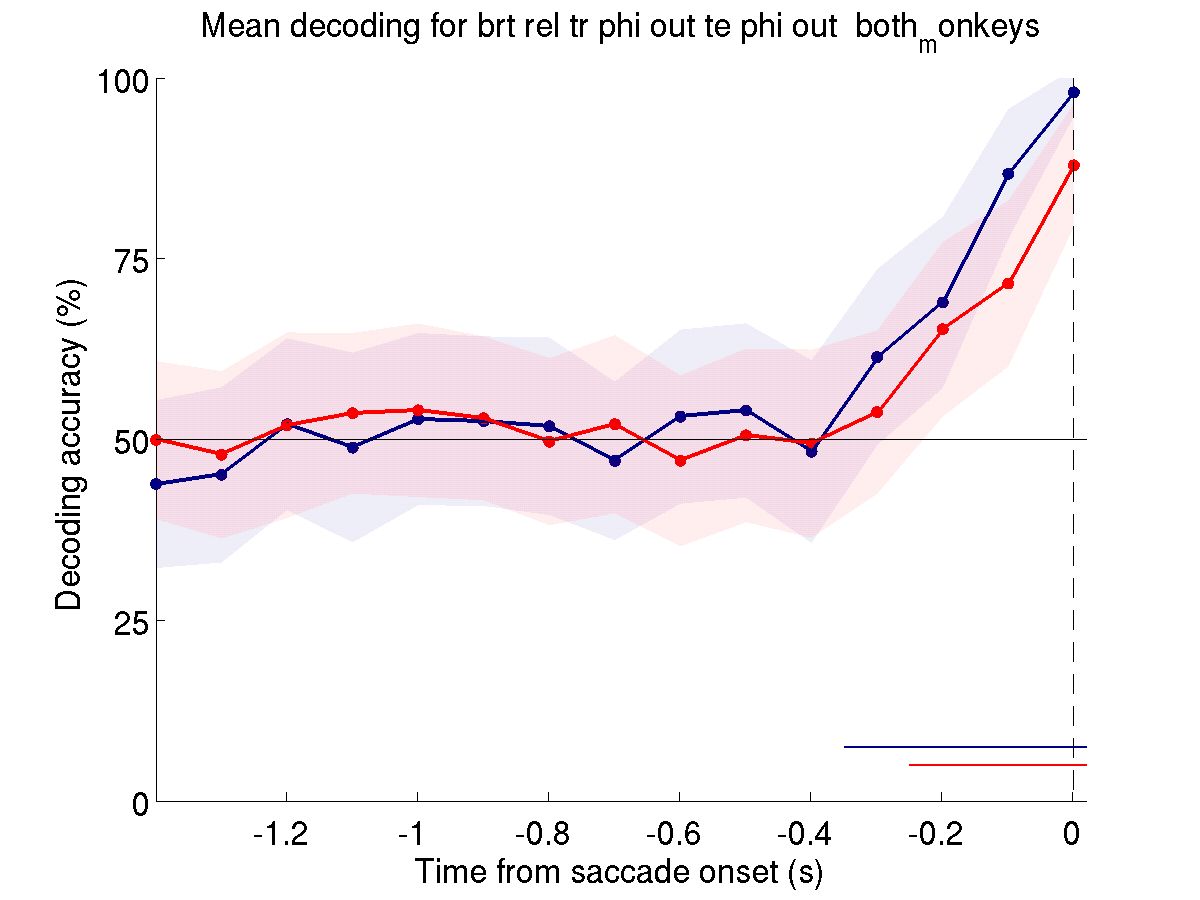 Mean decoding for brt rel tr phi out te phi out both_monkeys
100
75
50
25
0
Decoding accuracy (%)
-1.2 -1 -0.8 -0.6 -0.4 -0.2 0
Time from saccade onset (s)